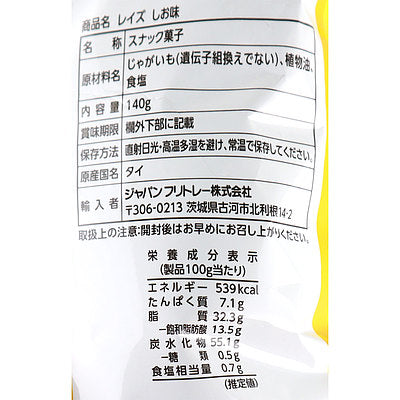 商品名 レイズ しお味
名 称 スナック菓子
原材料名 じゃがいも(遺伝子組換えでない)、植物油、
食塩
内容量 140g
賞味期限 欄外下部に記載
保存方法 直射日光・高温多湿を避け、常温で保存してください。
原産国名 タイ
輸入者 ジャパンフリトレー株式会社
〒306-0213 茨城県古河市北利根14-2
●取扱上の注意:開封後はお早めにお召し上がりください。
栄養成分表示
(製品100g当たり)
エネルギー 539kcal
たんぱく質 7.1g
脂質 32.3g
―飽和脂肪酸 13.5g
炭水化物 55.1g
―糖類 0.5g
食塩相当量 0.7g
(推定値)